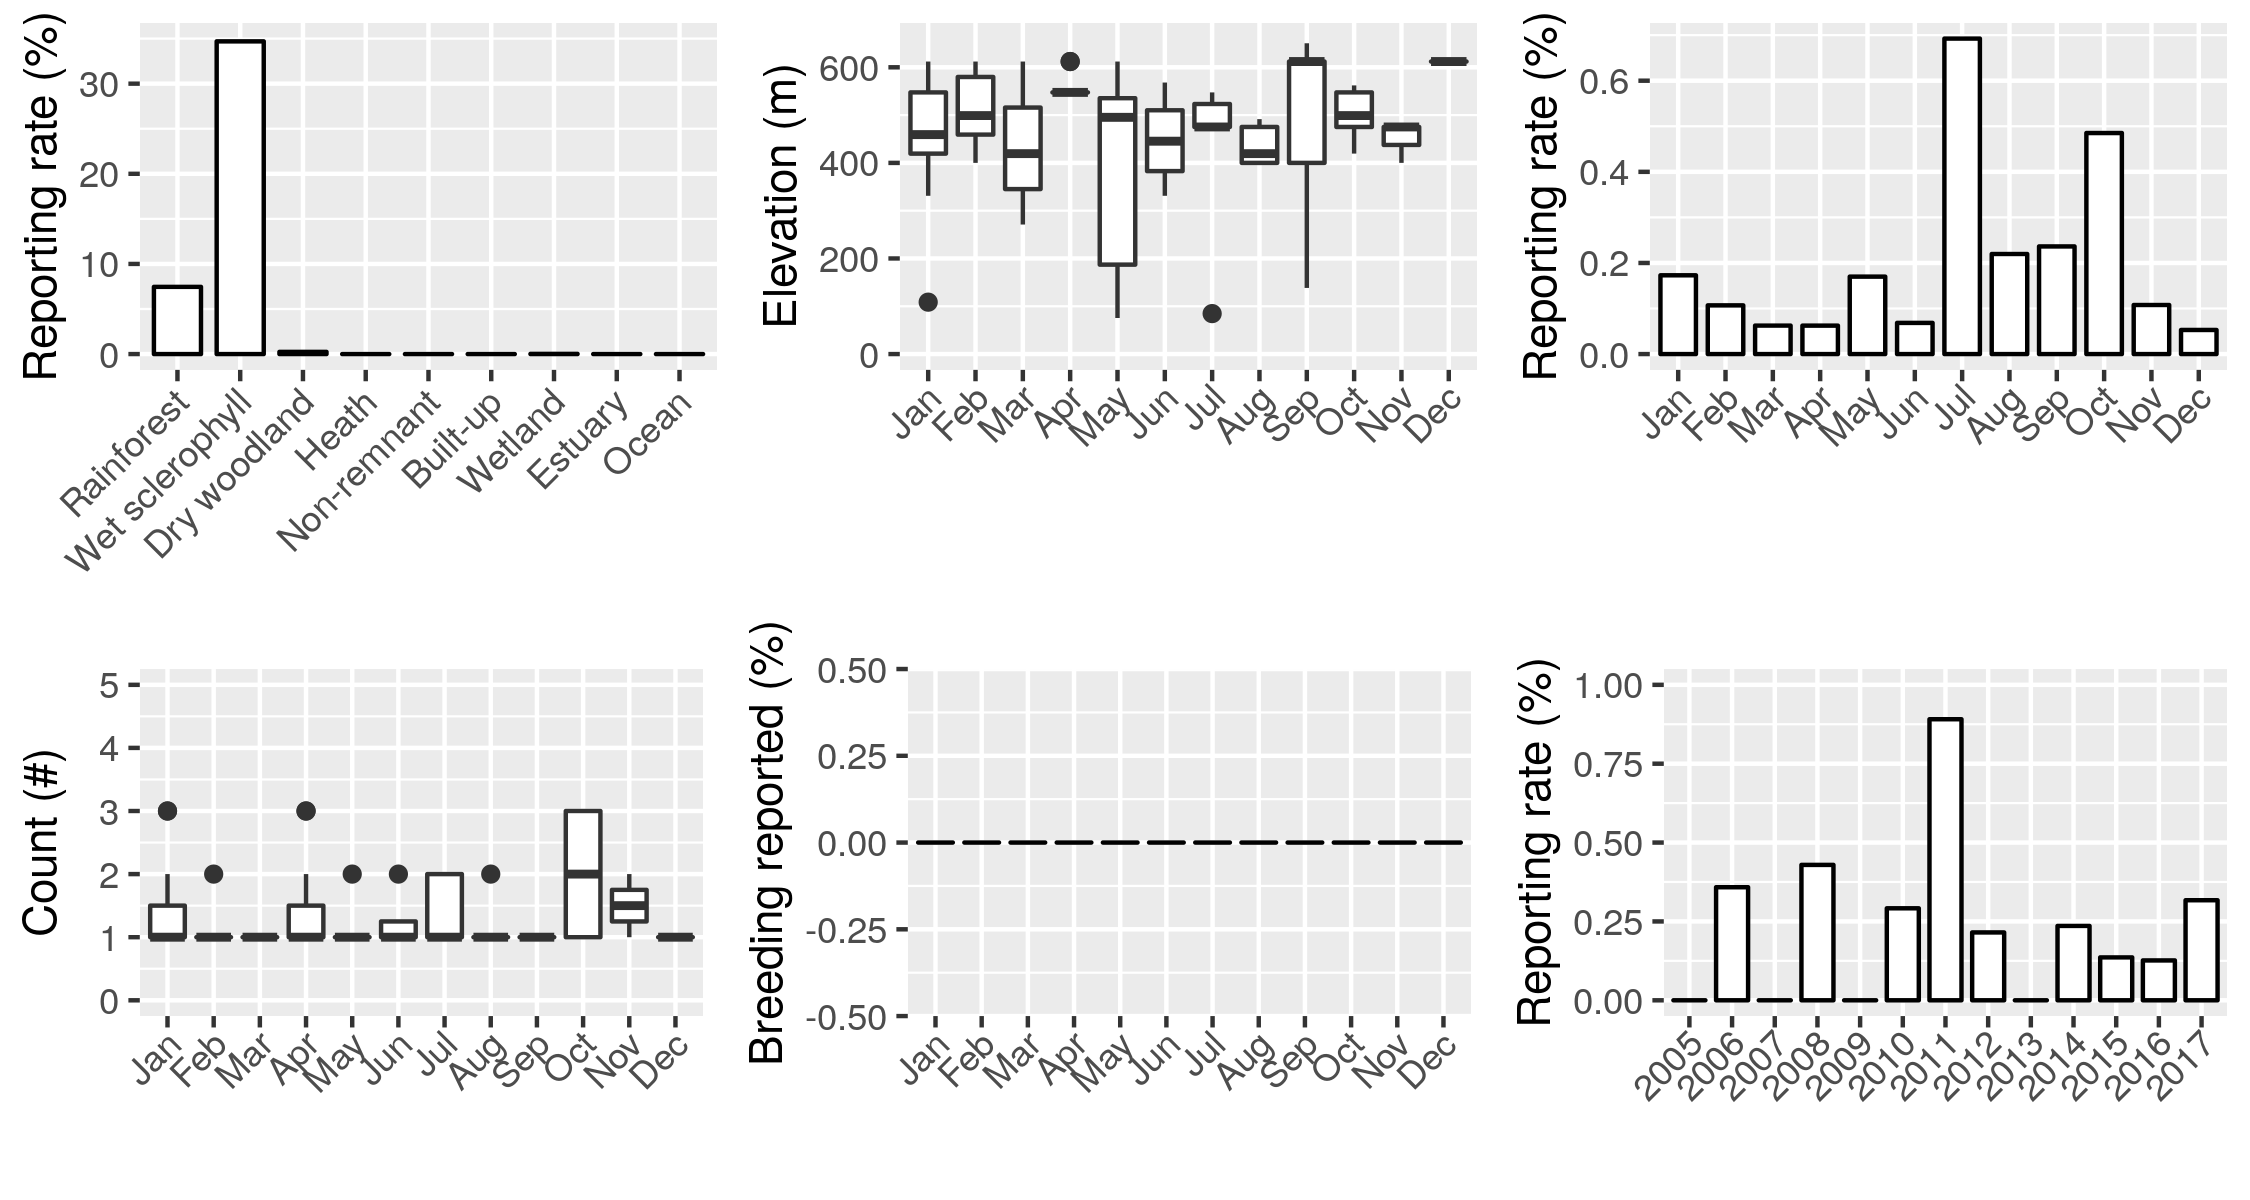 Reporting rate (%)
30
20
10
0
Rainforest
Wet sclerophyll
Dry woodland
Heath
Non-remnant
Built-up
Wetland
Estuary
Ocean
Elevation (m)
600
400
200
0
Jan
Feb
Mar
Apr
May
Jun
Jul
Aug
Sep
Oct
Nov
Dec
Reporting rate (%)
0.6
0.4
0.2
0.0
Jan
Feb
Mar
Apr
May
Jun
Jul
Aug
Sep
Oct
Nov
Dec
Count (#)
5
4
3
2
1
0
Jan
Feb
Mar
Apr
May
Jun
Jul
Aug
Sep
Oct
Nov
Dec
Breeding reported (%)
0.50
0.25
0.00
-0.25
-0.50
Jan
Feb
Mar
Apr
May
Jun
Jul
Aug
Sep
Oct
Nov
Dec
Reporting rate (%)
1.00
0.75
0.50
0.25
0.00
2005
2006
2007
2008
2009
2010
2011
2012
2013
2014
2015
2016
2017